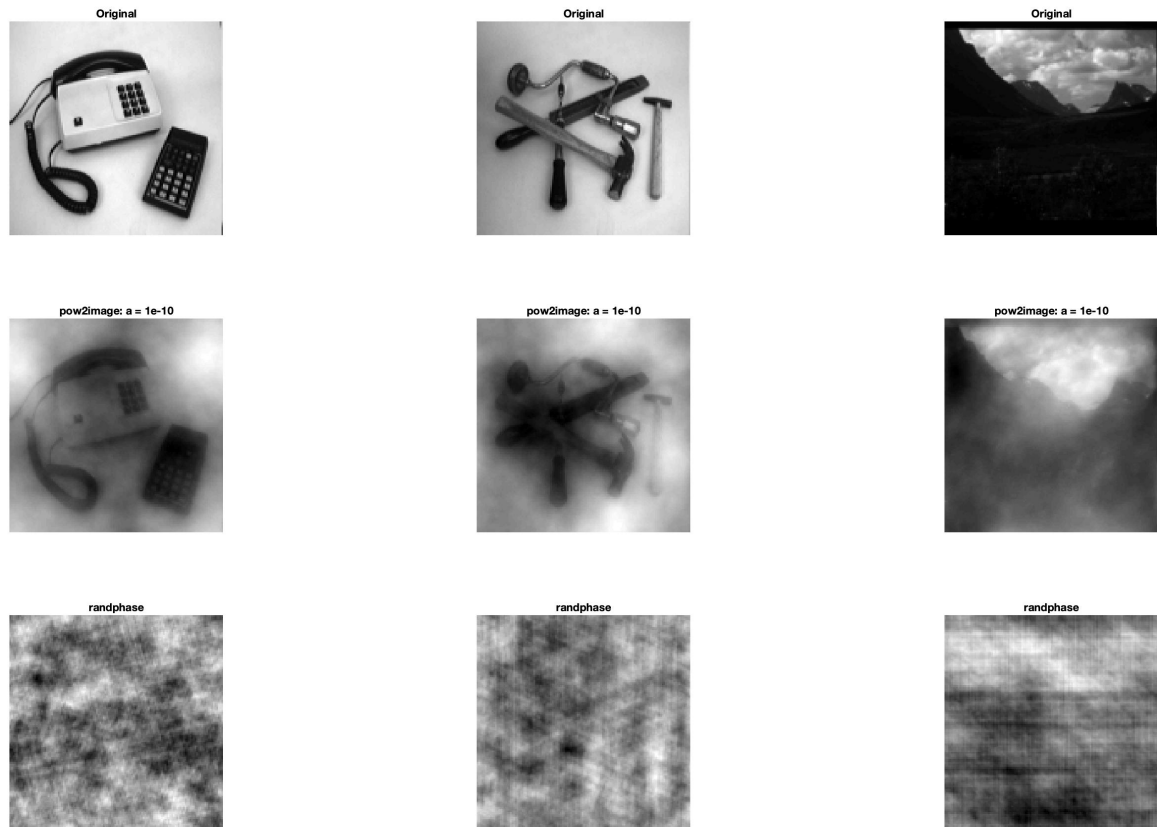 Original
Original
Original
pow2image: a = 1e-10
pow2image: a = 1e-10
pow2image: a = 1e-10
randphase
randphase
randphase